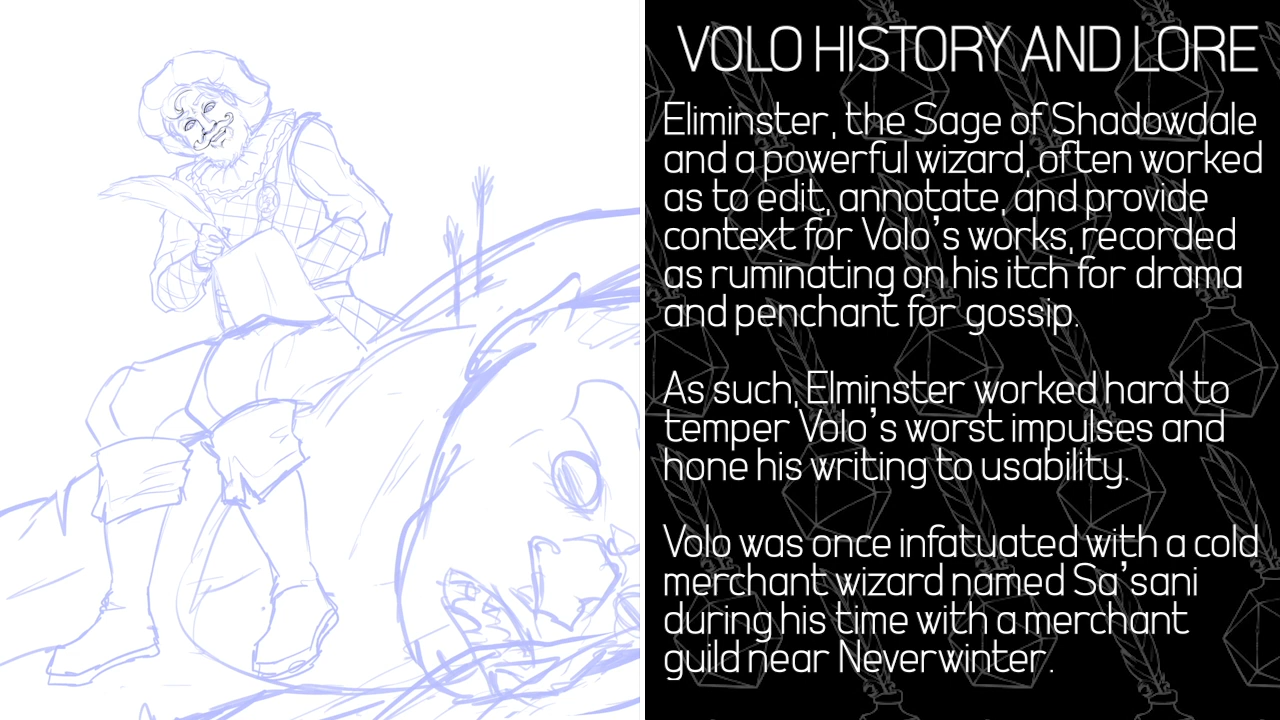 VOLO HISTORY AND LORE
Eliminster, the Sage of Shadowdale
and a powerful wizard, often worked
as to edit, annotate, and provide
context for Volo's works, recorded
as ruminating on his itch for drama
and penchant for gossip.
As such, Elminster worked hard to
temper Volo's worst impulses and
hone his writing to usability.
Volo was once infatuated with a cold
merchant wizard named Sa'sani
during his time with a merchant
guild near Neverwinter.